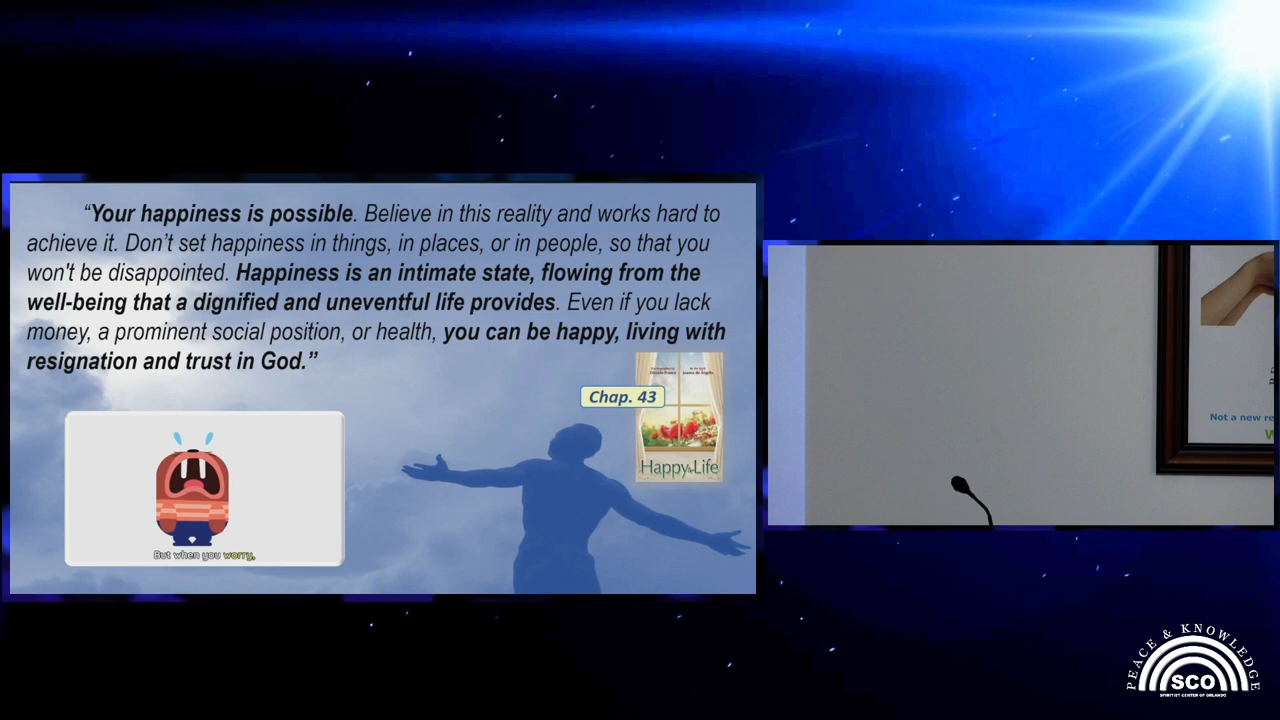 “Your happiness is possible. Believe in this reality and works hard to
achieve it. Don’t set happiness in things, in places, or in people, so that you
won't be disappointed. Happiness is an intimate state, flowing from the
well-being that a dignified and uneventful life provides. Even if you lack
money, a prominent social position, or health, you can be happy, living with
resignation and trust in God.”
Chap. 43
Happy Life
But when you worry,
Not a new re
PEACE & KNOWLEDGE
SCO
SPIRITIST CENTER OF ORLANDO